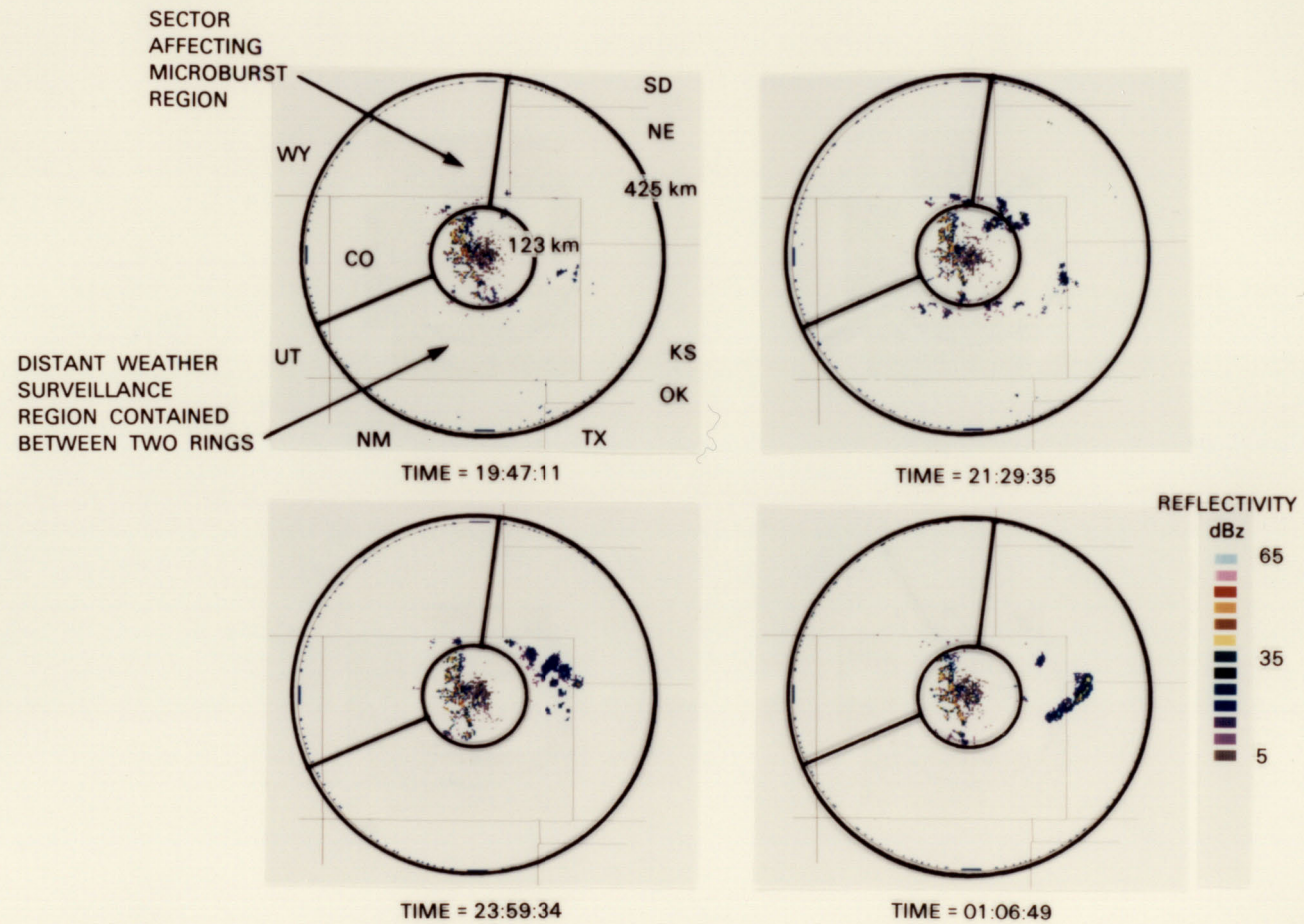 SECTOR
AFFECTING
MICROBURST
REGION
SD
NE
WY
425 km
123 km
CO
UT
KS
OK
NM
TX
DISTANT WEATHER
SURVEILLANCE
REGION CONTAINED
BETWEEN TWO RINGS
TIME = 19:47:11
TIME = 21:29:35
REFLECTIVITY
dBz
65
35
5
TIME = 23:59:34
TIME = 01:06:49